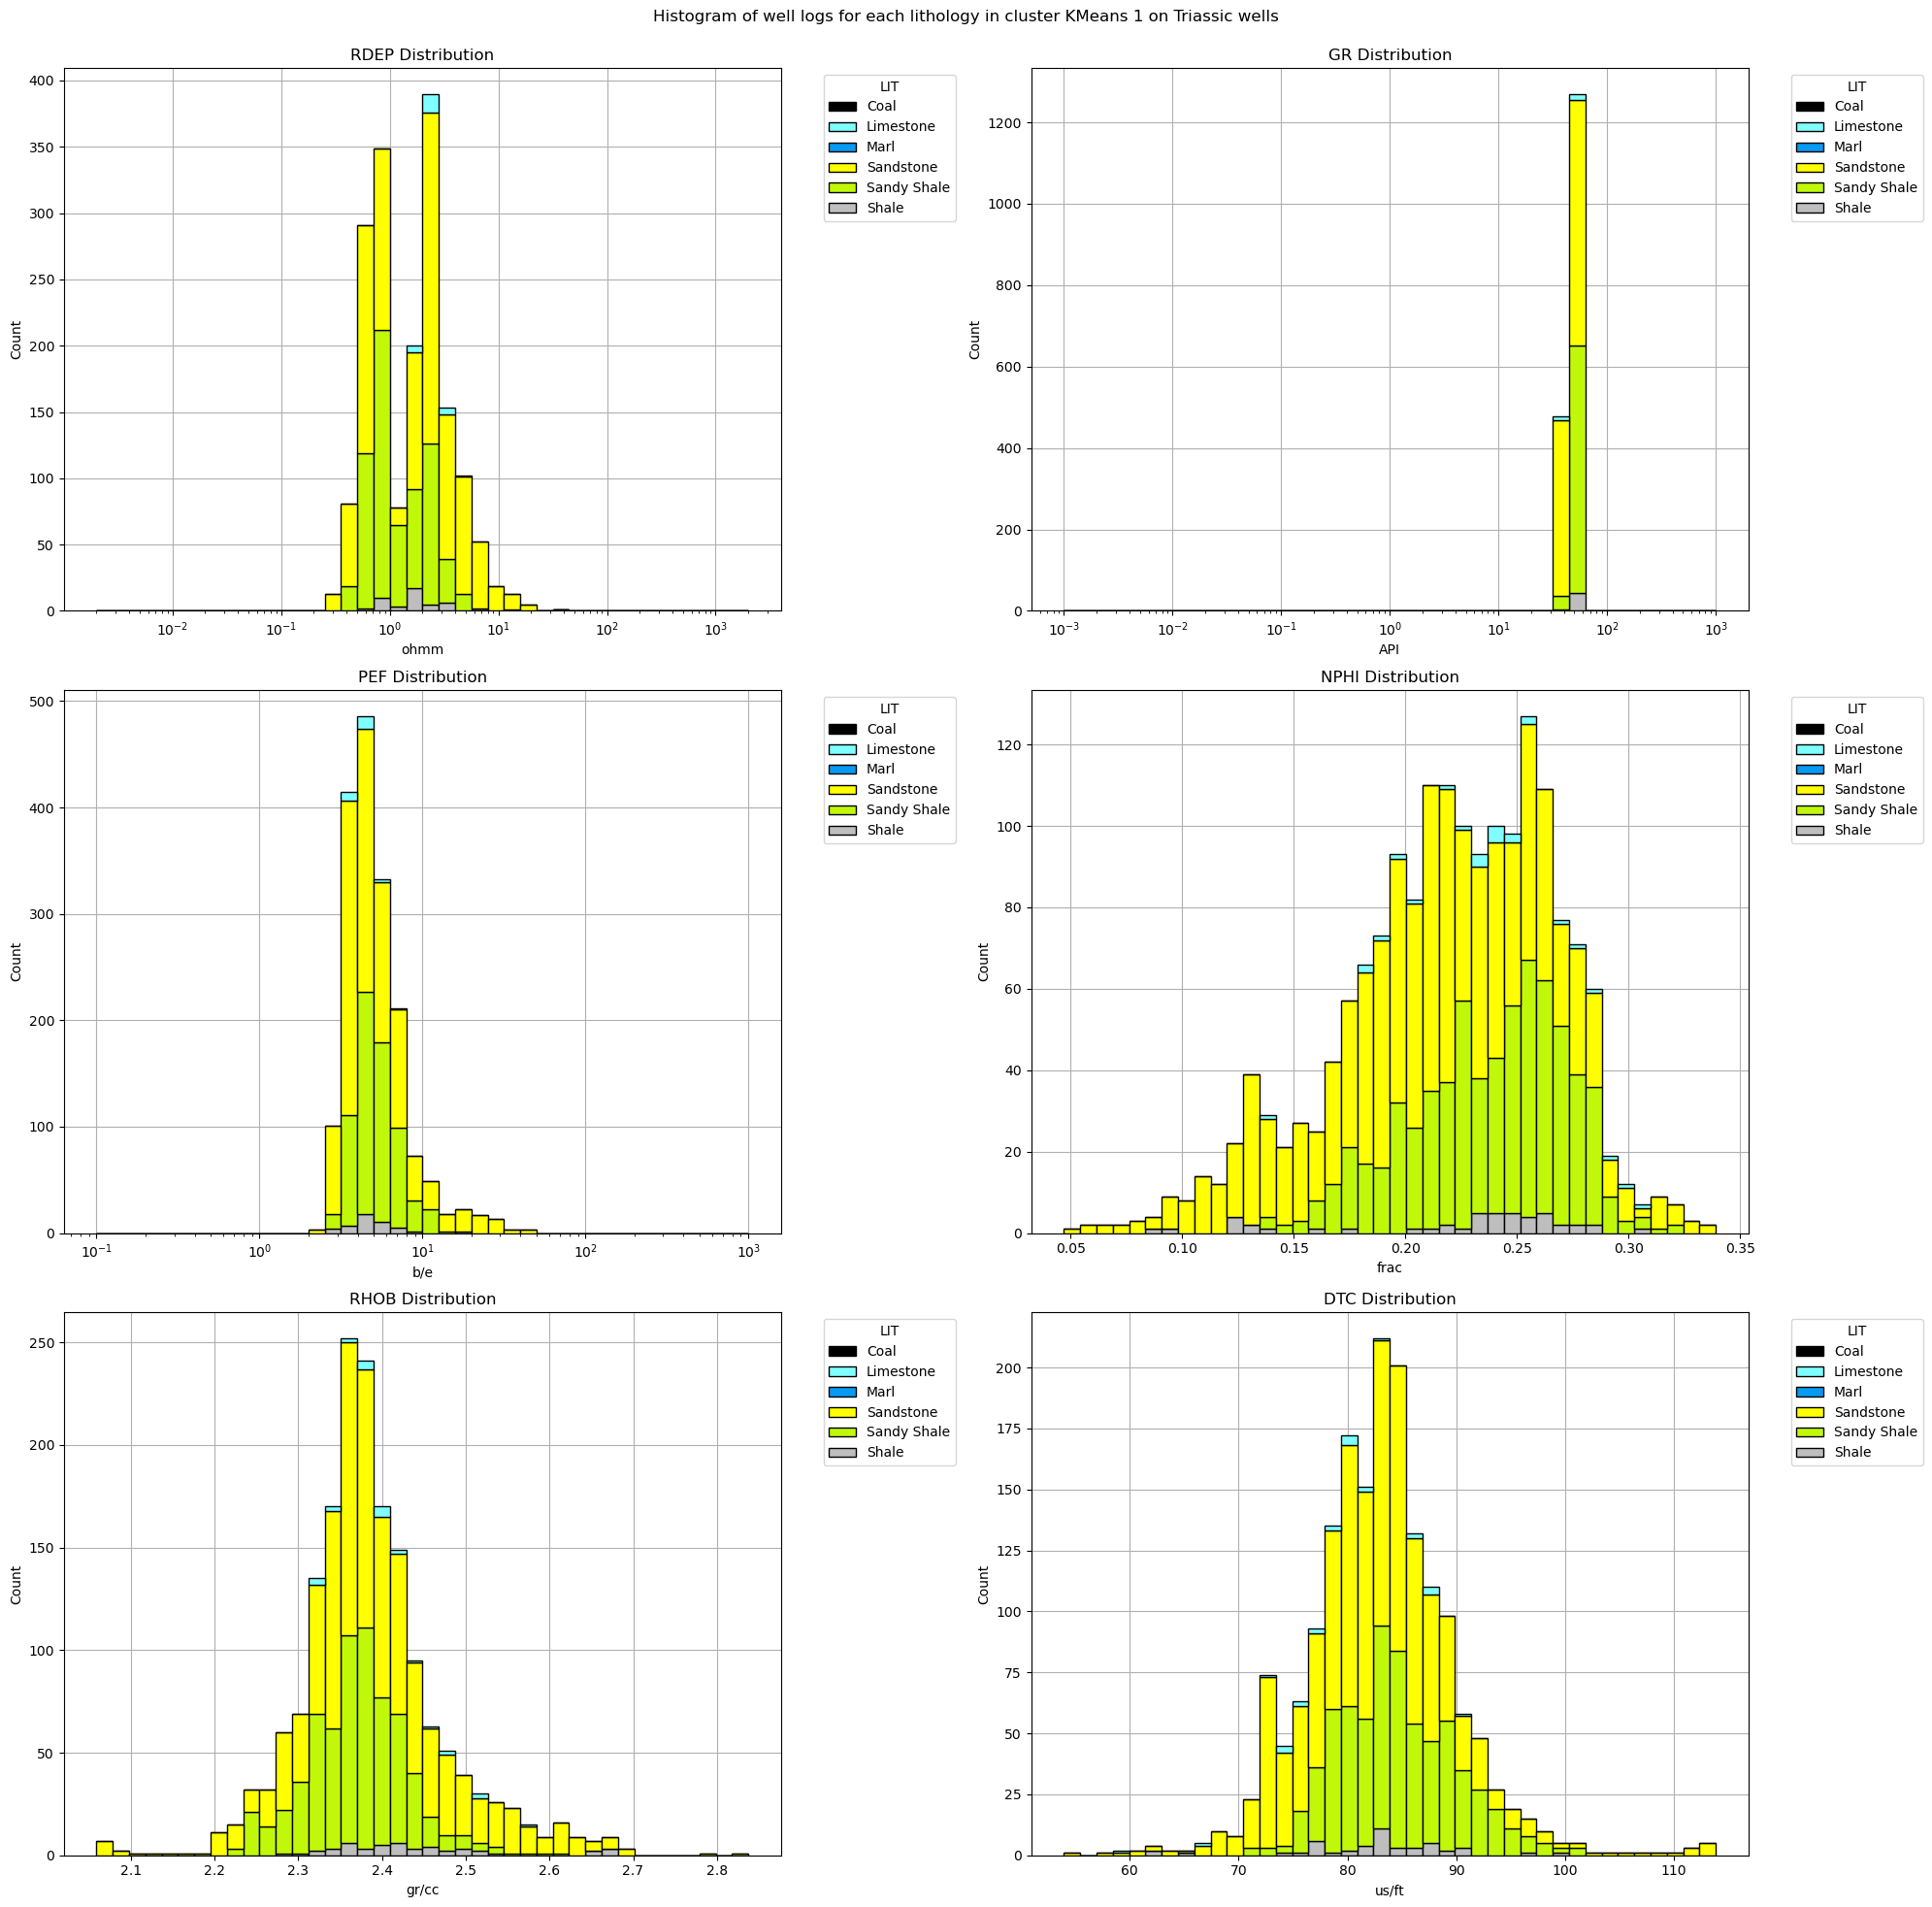 Histogram of well logs for each lithology in cluster KMeans 1 on Triassic wells
RDEP Distribution
Count
400
350
300
250
200
150
100
50
0
10⁻²
10⁻¹
10⁰
10¹
10²
10³
ohmm
LIT
Coal
Limestone
Marl
Sandstone
Sandy Shale
Shale
GR Distribution
Count
1200
1000
800
600
400
200
0
10⁻³
10⁻²
10⁻¹
10⁰
10¹
10²
10³
API
LIT
Coal
Limestone
Marl
Sandstone
Sandy Shale
Shale
PEF Distribution
Count
500
400
300
200
100
0
10⁻¹
10⁰
10¹
10²
10³
b/e
LIT
Coal
Limestone
Marl
Sandstone
Sandy Shale
Shale
NPHI Distribution
Count
120
100
80
60
40
20
0
0.05
0.10
0.15
0.20
0.25
0.30
0.35
frac
LIT
Coal
Limestone
Marl
Sandstone
Sandy Shale
Shale
RHOB Distribution
Count
250
200
150
100
50
0
2.1
2.2
2.3
2.4
2.5
2.6
2.7
2.8
gr/cc
LIT
Coal
Limestone
Marl
Sandstone
Sandy Shale
Shale
DTC Distribution
Count
200
175
150
125
100
75
50
25
0
60
70
80
90
100
110
us/ft
LIT
Coal
Limestone
Marl
Sandstone
Sandy Shale
Shale